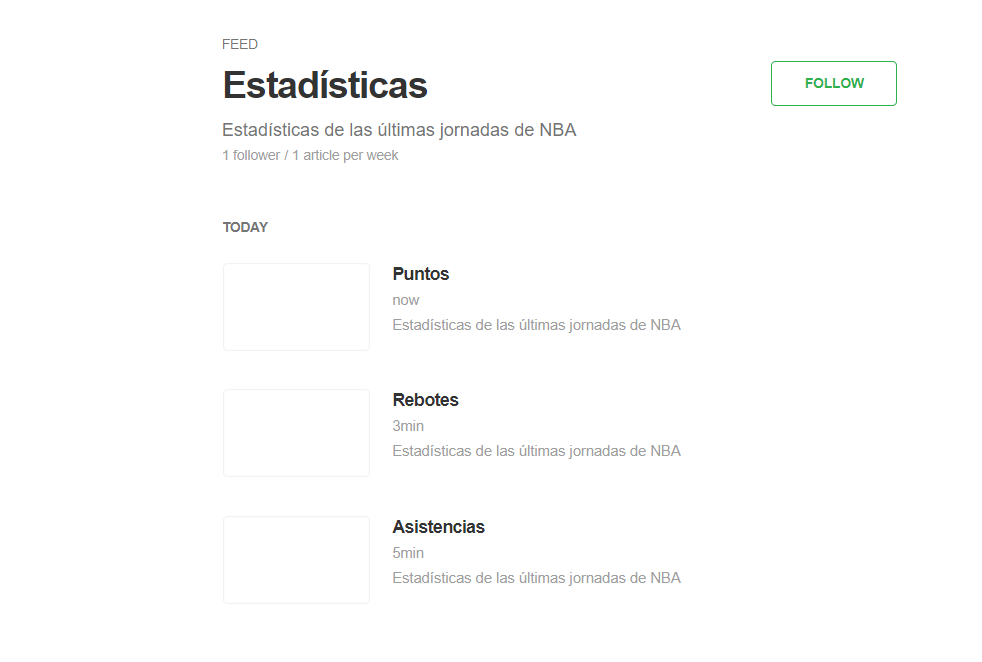 FEED
Estadísticas
FOLLOW
Estadísticas de las últimas jornadas de NBA
1 follower / 1 article per week
TODAY
Puntos
now
Estadísticas de las últimas jornadas de NBA
Rebotes
3min
Estadísticas de las últimas jornadas de NBA
Asistencias
5min
Estadísticas de las últimas jornadas de NBA